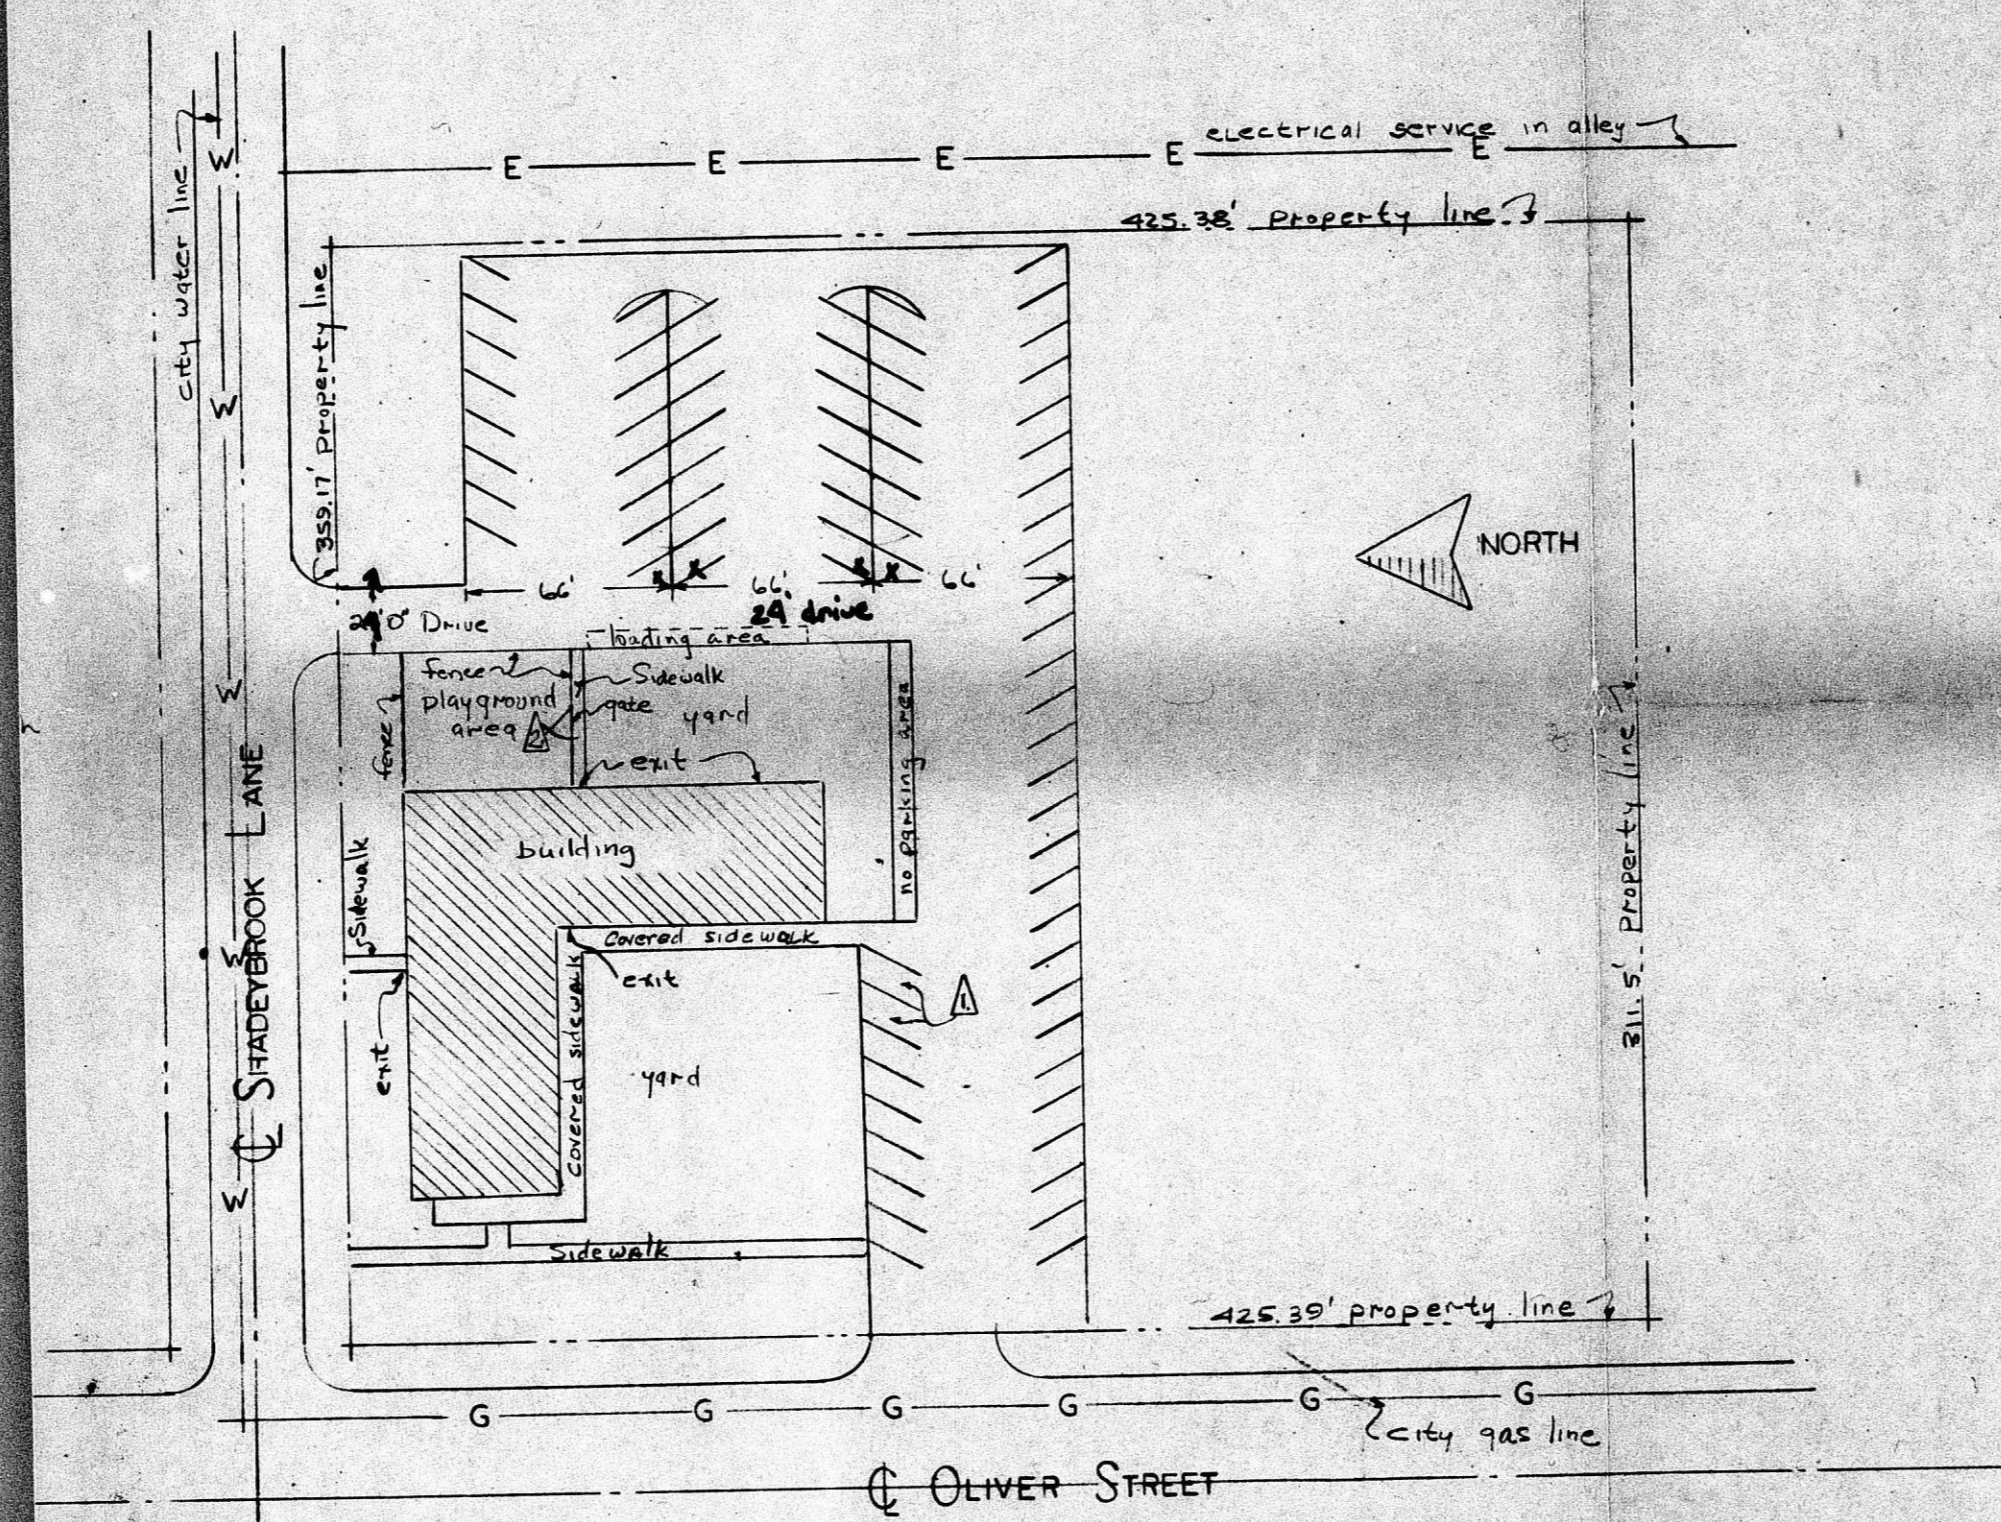 electrical service in alley
E E E E E
425.38' property line
city water line
W
359.17' property line
W
NORTH
66' 66' 66'
24 drive
0" Drive
loading area
fence
Sidewalk
playground
area
2
gate
yard
W
fence
exit
no parking area
Property line
311.5'
building
Sidewalk
Covered sidewalk
exit
W
1.
exit
Covered sidewalk
yard
℄ SHADEYBROOK LANE
W
Sidewalk
425.39' property line
G G G G G G
city gas line
℄ OLIVER STREET